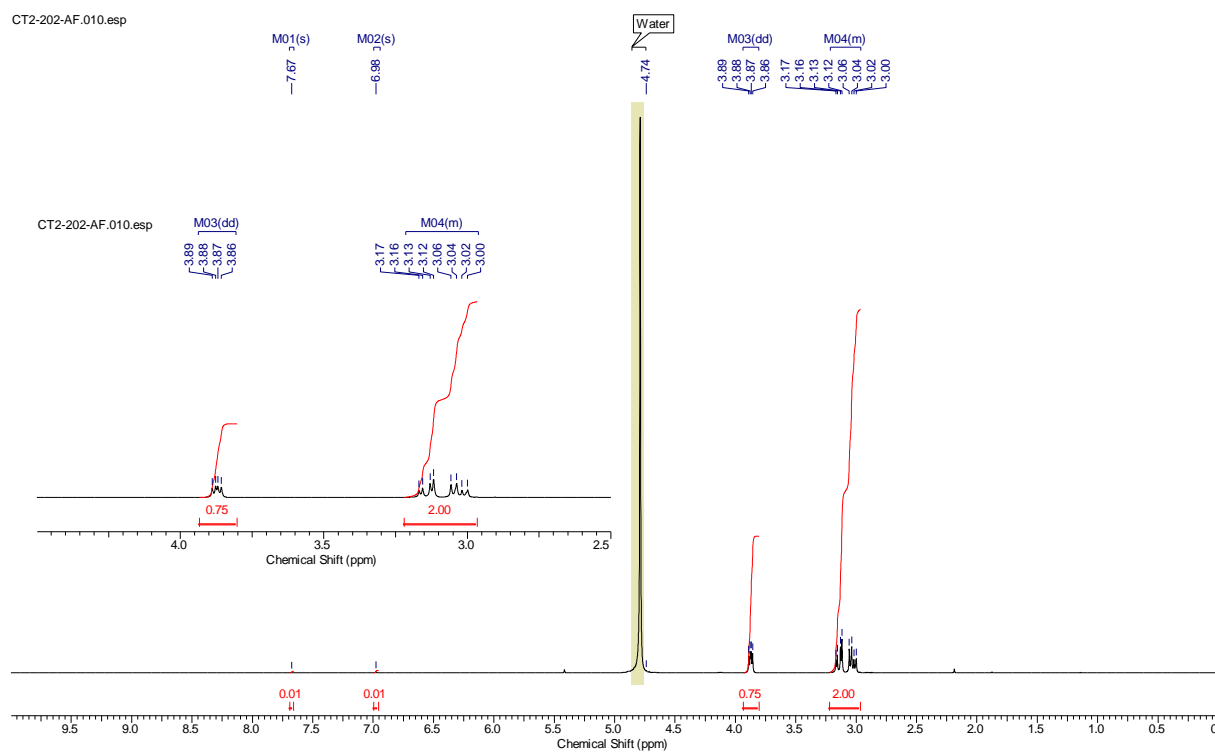 CT2-202-AF.010.esp
Water
M01(s)
M02(s)
M03(dd)
M04(m)
7.67
6.98
4.74
3.89
3.88
3.87
3.86
3.17
3.16
3.13
3.12
3.06
3.04
3.02
3.00
CT2-202-AF.010.esp
M03(dd)
M04(m)
3.89
3.88
3.87
3.86
3.17
3.16
3.13
3.12
3.06
3.04
3.02
3.00
0.75
2.00
4.0 3.5 3.0 2.5
Chemical Shift (ppm)
0.01
0.01
0.75
2.00
9.5 9.0 8.5 8.0 7.5 7.0 6.5 6.0 5.5 5.0 4.5 4.0 3.5 3.0 2.5 2.0 1.5 1.0 0.5 0
Chemical Shift (ppm)